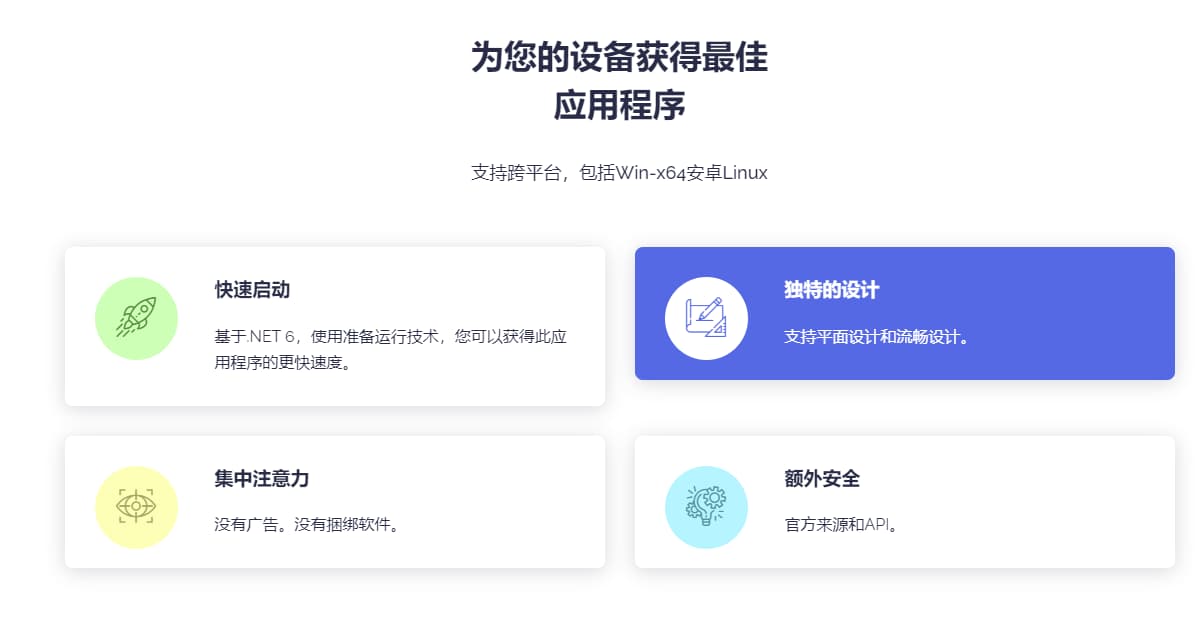 为您的设备获得最佳
应用程序
支持跨平台，包括Win-x64安卓Linux
快速启动
基于.NET 6，使用准备运行技术，您可以获得此应
用程序的更快速度。
独特的设计
支持平面设计和流畅设计。
集中注意力
没有广告。没有捆绑软件。
额外安全
官方来源和API。